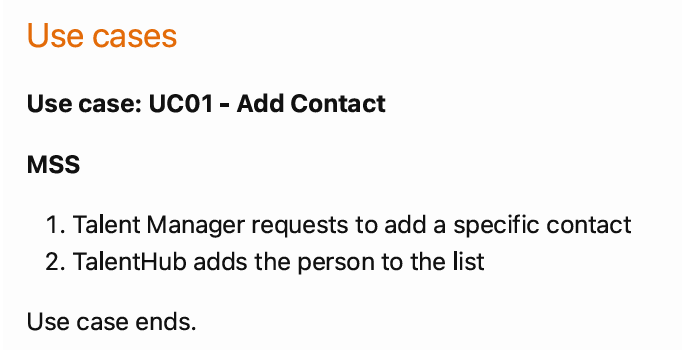 Use cases
Use case: UC01 - Add Contact
MSS
1. Talent Manager requests to add a specific contact
2. TalentHub adds the person to the list
Use case ends.